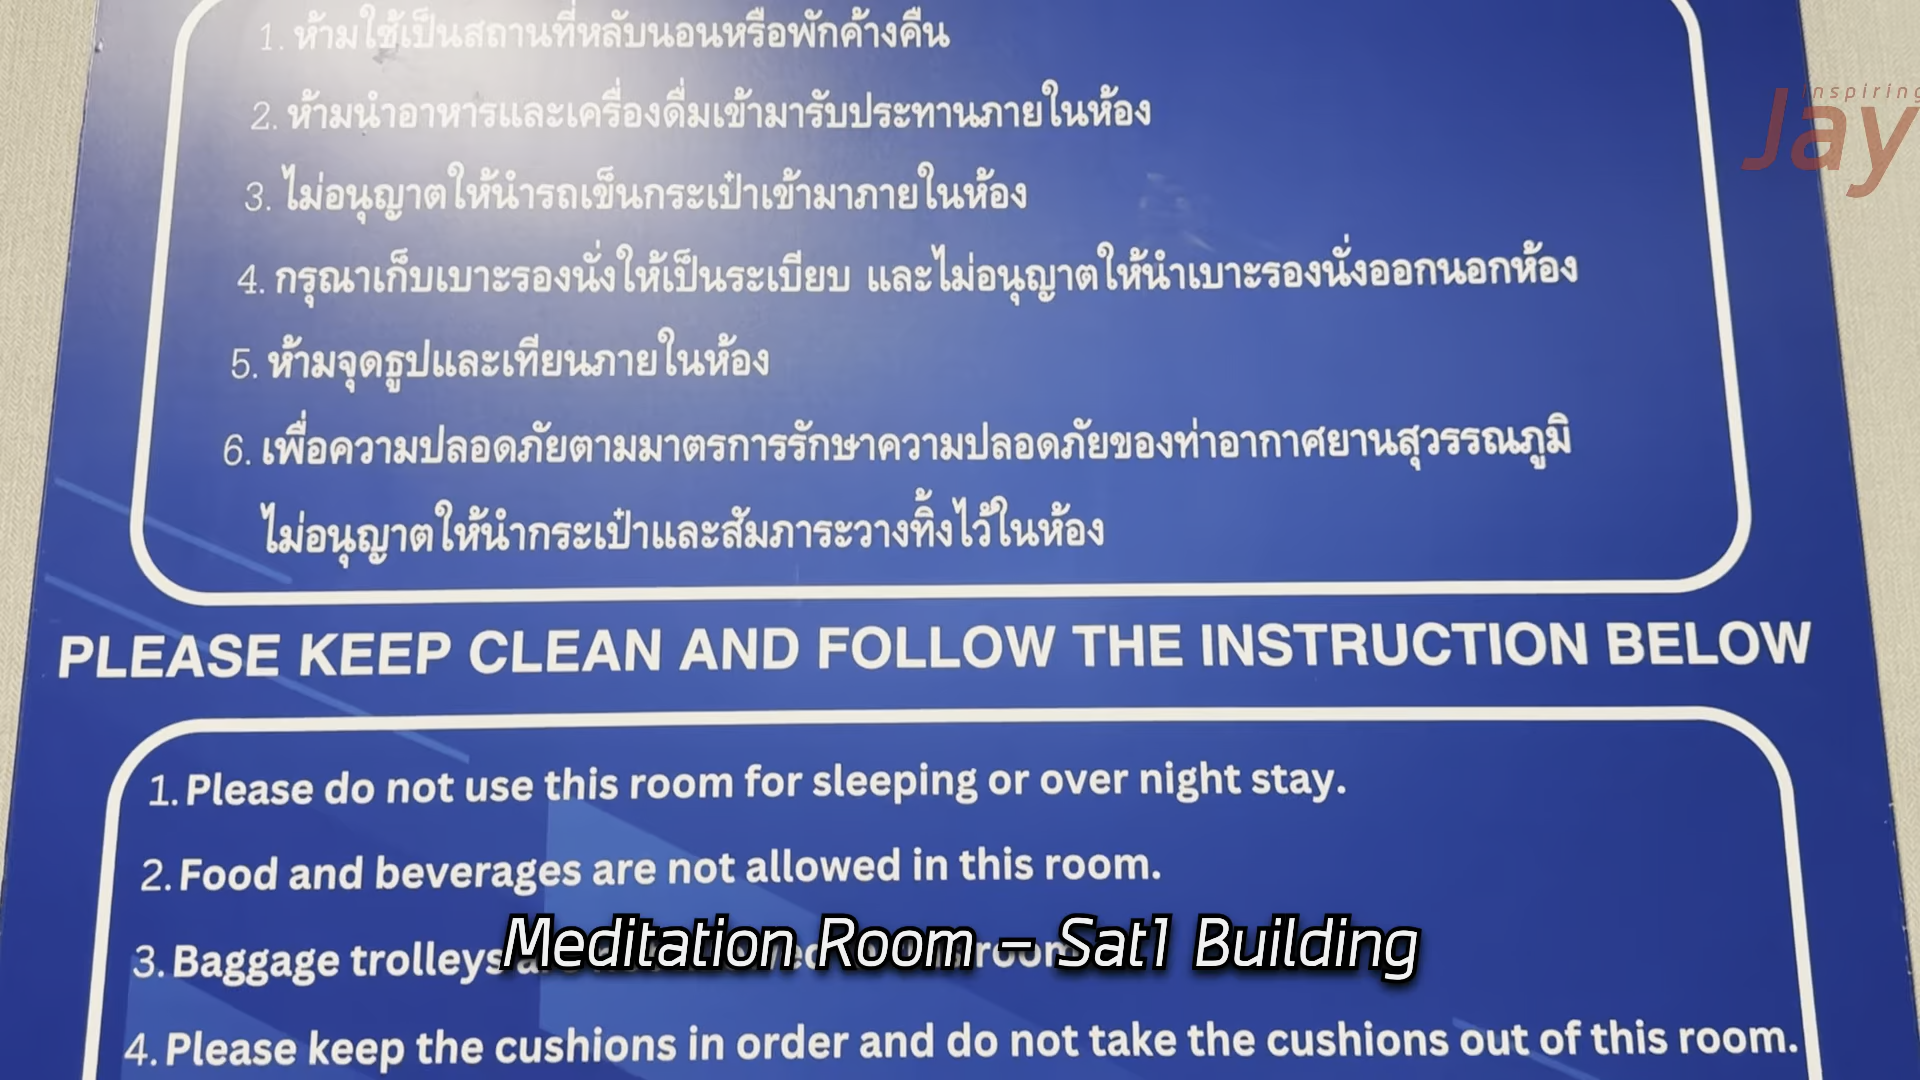 1. ห้ามใช้เป็นสถานที่หลับนอนหรือพักค้างคืน
2. ห้ามนำอาหารและเครื่องดื่มเข้ามารับประทานภายในห้อง
3. ไม่อนุญาตให้นำรถเข็นกระเป๋าเข้ามาภายในห้อง
4. กรุณาเก็บเบาะรองนั่งให้เป็นระเบียบ และไม่อนุญาตให้นำเบาะรองนั่งออกนอกห้อง
5. ห้ามจุดธูปและเทียนภายในห้อง
6. เพื่อความปลอดภัยตามมาตรการรักษาความปลอดภัยของท่าอากาศยานสุวรรณภูมิ
ไม่อนุญาตให้นำกระเป๋าและสัมภาระวางทิ้งไว้ในห้อง
inspiring
Jay
PLEASE KEEP CLEAN AND FOLLOW THE INSTRUCTION BELOW
1. Please do not use this room for sleeping or over night stay.
2. Food and beverages are not allowed in this room.
3. Baggage trolleys
Meditation Room – Sat1 Building
4. Please keep the cushions in order and do not take the cushions out of this room.